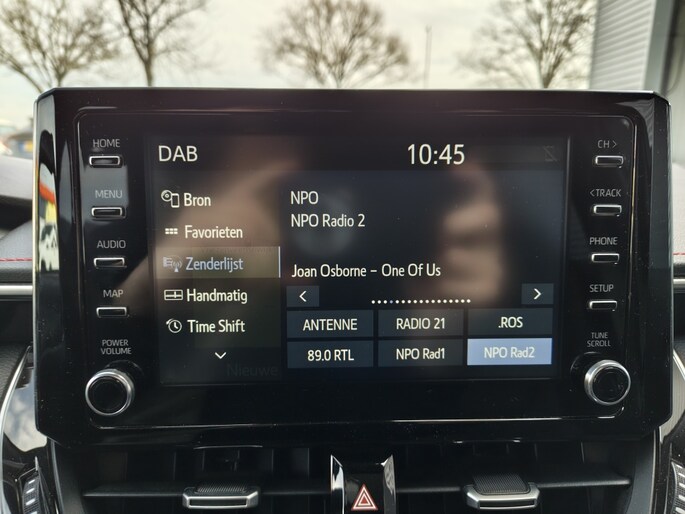 HOME
MENU
AUDIO
MAP
POWER
VOLUME
DAB
10:45
Bron
Favorieten
Zenderlijst
Handmatig
Time Shift
NPO
NPO Radio 2
Joan Osborne – One Of Us
ANTENNE
RADIO 21
.ROS
89.0 RTL
NPO Rad1
NPO Rad2
Nieuwe
CH >
< TRACK
PHONE
SETUP
TUNE
SCROLL